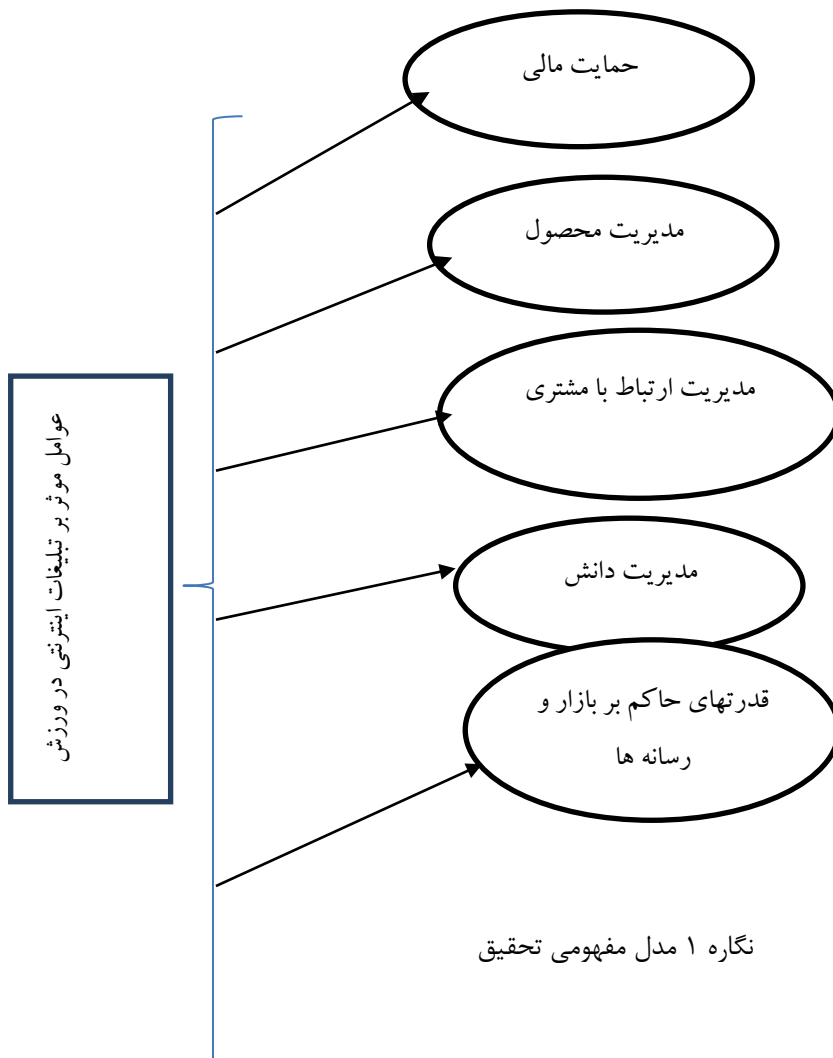 حمایت مالی
مدیریت محصول
مدیریت ارتباط با مشتری
مدیریت دانش
قدرتهای حاکم بر بازار و
رسانه ها
عوامل موثر بر تبلیغات اینترنتی در ورزش
نگاره ۱ مدل مفهومی تحقیق